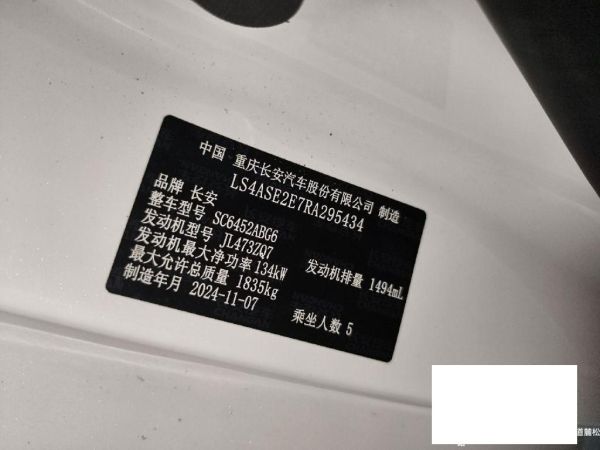 中国 重庆长安汽车股份有限公司 制造
LS4ASE2E7RA295434
品牌 长安
整车型号 SC6452ABG6
发动机型号 JL473ZQ7
发动机排量 1494mL
发动机最大净功率 134kW
最大允许总质量 1835kg
制造年月 2024-11-07
乘坐人数 5
道麓松